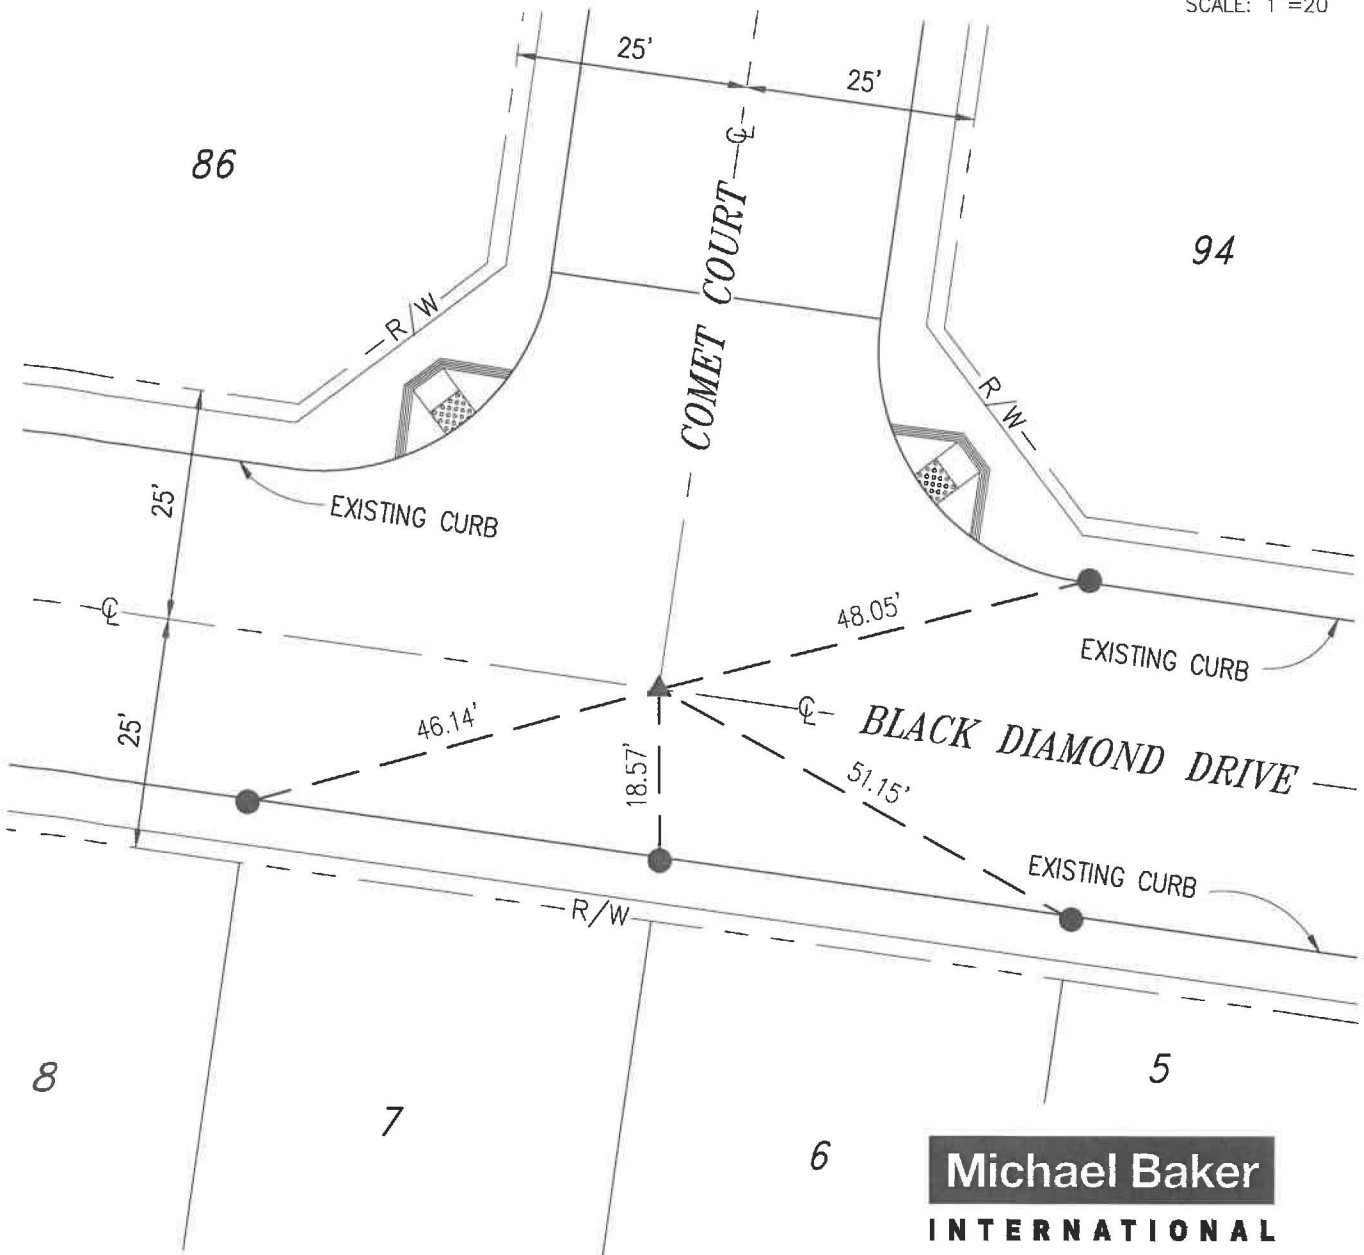 SCALE: 1"=20'
25'
25'
86
℄
94
COMET COURT
R/W
R/W
25'
EXISTING CURB
℄
48.05'
EXISTING CURB
25'
46.14'
18.57'
℄ BLACK DIAMOND DRIVE
51.15'
EXISTING CURB
R/W
8
7
6
5
Michael Baker
INTERNATIONAL